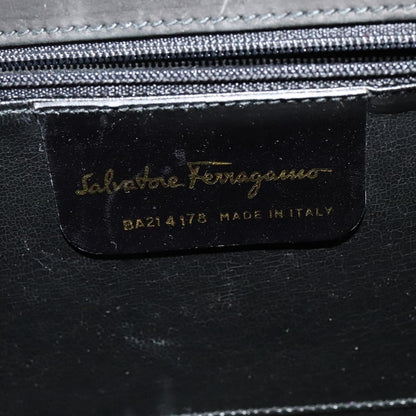 Salvatore Ferragamo
BA21 4178 MADE IN ITALY